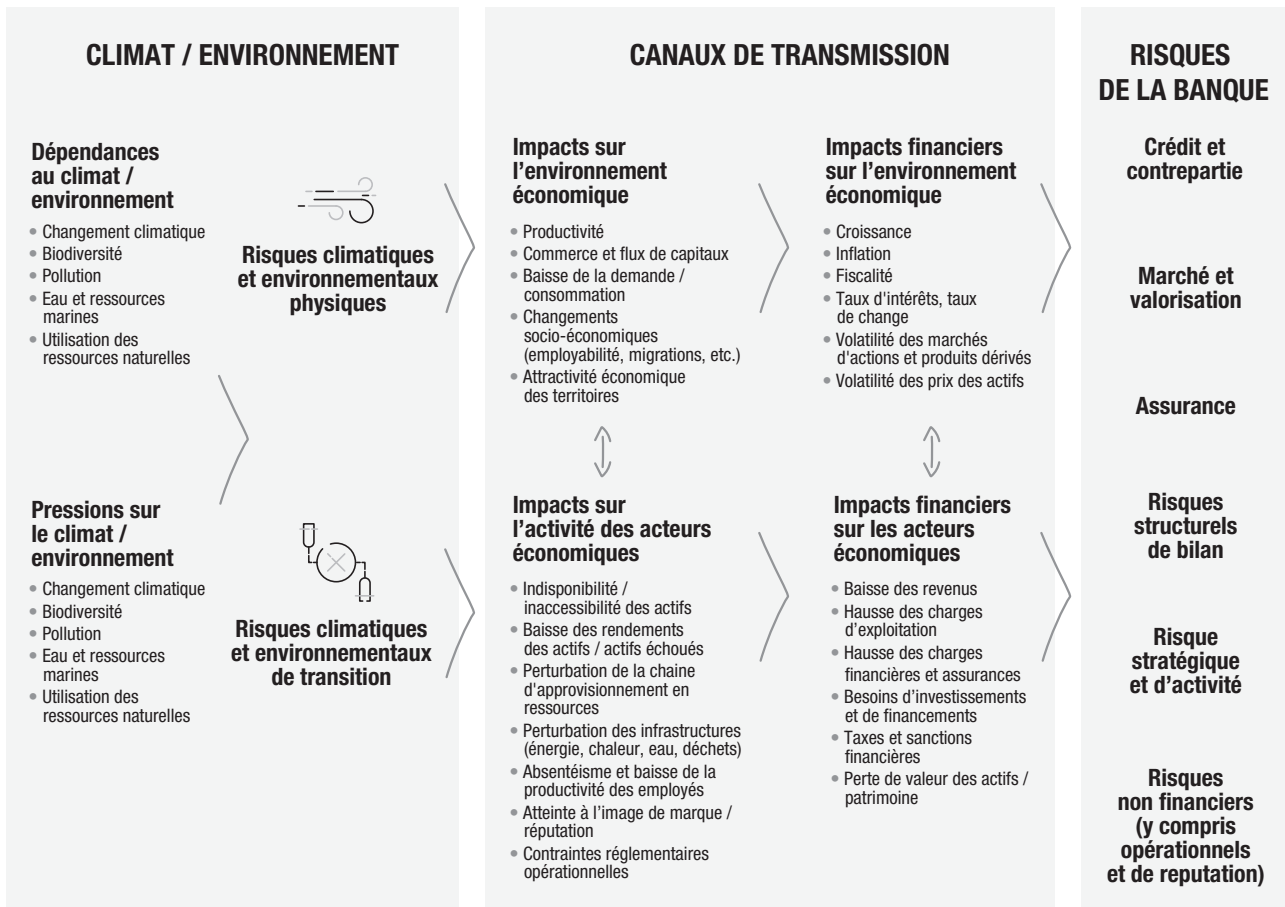 CLIMAT / ENVIRONNEMENT
Dépendances
au climat /
environnement
• Changement climatique
• Biodiversité
• Pollution
• Eau et ressources
marines
• Utilisation des
ressources naturelles
Risques climatiques
et environnementaux
physiques
Pressions sur
le climat /
environnement
• Changement climatique
• Biodiversité
• Pollution
• Eau et ressources
marines
• Utilisation des
ressources naturelles
Risques climatiques
et environnementaux
de transition
CANAUX DE TRANSMISSION
Impacts sur
l’environnement
économique
• Productivité
• Commerce et flux de capitaux
• Baisse de la demande /
consommation
• Changements
socio-économiques
(employabilité, migrations, etc.)
• Attractivité économique
des territoires
Impacts financiers
sur l’environnement
économique
• Croissance
• Inflation
• Fiscalité
• Taux d'intérêts, taux
de change
• Volatilité des marchés
d'actions et produits dérivés
• Volatilité des prix des actifs
Impacts sur
l’activité des acteurs
économiques
• Indisponibilité /
inaccessibilité des actifs
• Baisse des rendements
des actifs / actifs échoués
• Perturbation de la chaine
d'approvisionnement en
ressources
• Perturbation des infrastructures
(énergie, chaleur, eau, déchets)
• Absentéisme et baisse de la
productivité des employés
• Atteinte à l’image de marque /
réputation
• Contraintes réglementaires
opérationnelles
Impacts financiers
sur les acteurs
économiques
• Baisse des revenus
• Hausse des charges
d’exploitation
• Hausse des charges
financières et assurances
• Besoins d’investissements
et de financements
• Taxes et sanctions
financières
• Perte de valeur des actifs /
patrimoine
RISQUES
DE LA BANQUE
Crédit et
contrepartie
Marché et
valorisation
Assurance
Risques
structurels
de bilan
Risque
stratégique
et d’activité
Risques
non financiers
(y compris
opérationnels
et de reputation)